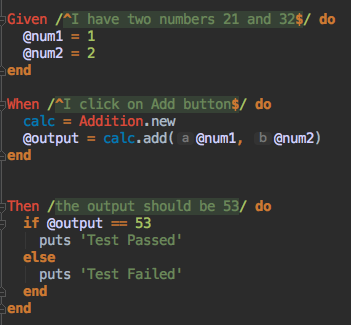 Given /^I have two numbers 21 and 32$/ do
  @num1 = 1
  @num2 = 2
end
When /^I click on Add button$/ do
  calc = Addition.new
  @output = calc.add( a @num1, b @num2)
end
Then /the output should be 53/ do
  if @output == 53
    puts 'Test Passed'
  else
    puts 'Test Failed'
  end
end